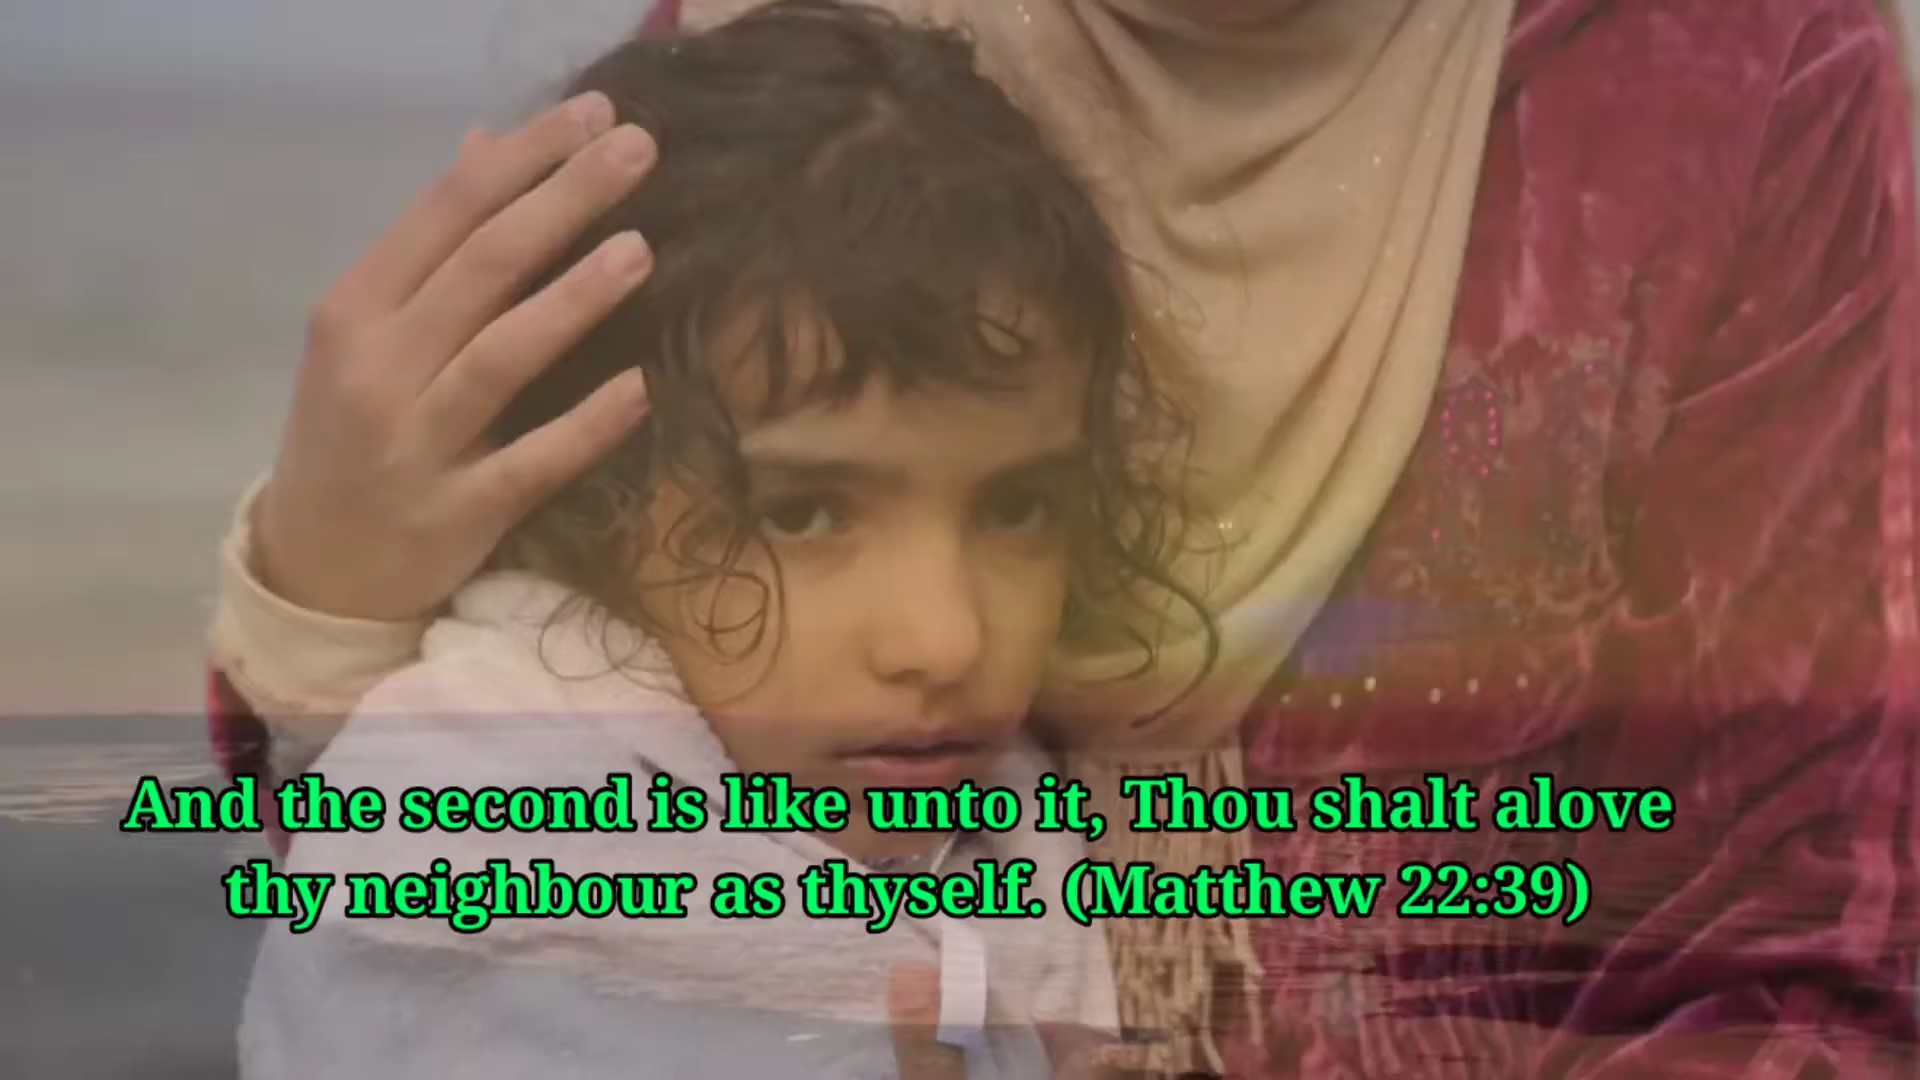 And the second is like unto it, Thou shalt alove
thy neighbour as thyself. (Matthew 22:39)